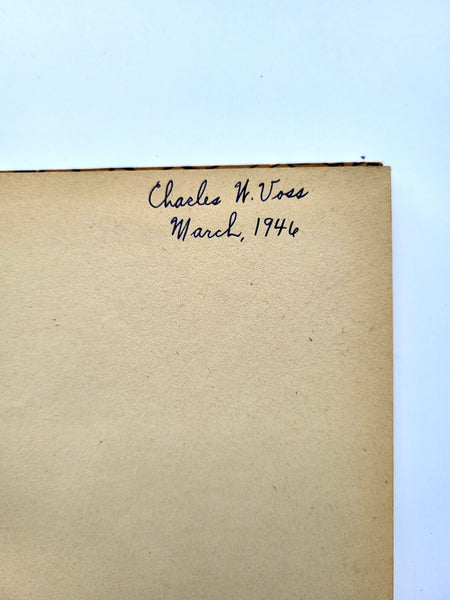 Charles W. Voss
March, 1946